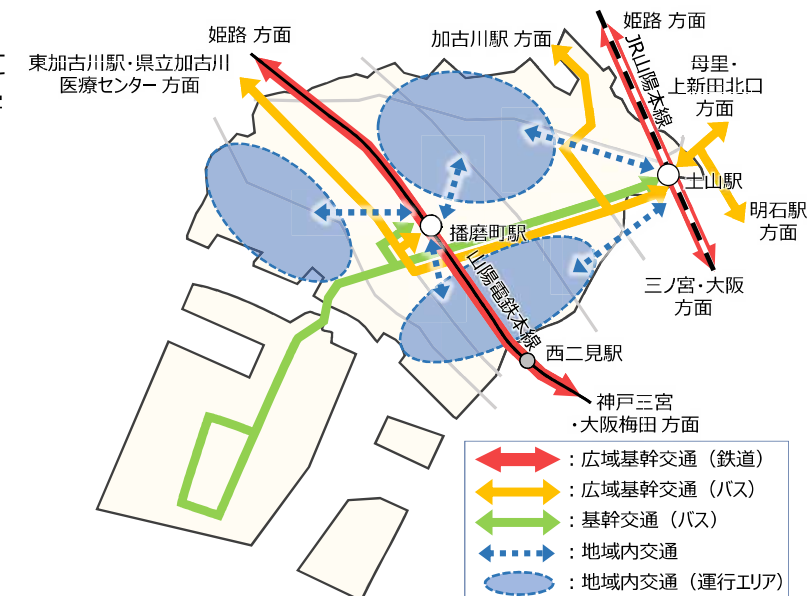 姫路 方面
東加古川駅・県立加古川
医療センター 方面
加古川駅 方面
姫路 方面
JR山陽本線
母里・
上新田北口
方面
土山駅
明石駅
方面
播磨町駅
山陽電鉄本線
三ノ宮・大阪
方面
西二見駅
神戸三宮
・大阪梅田 方面
：広域基幹交通（鉄道）
：広域基幹交通（バス）
：基幹交通（バス）
：地域内交通
：地域内交通（運行エリア）